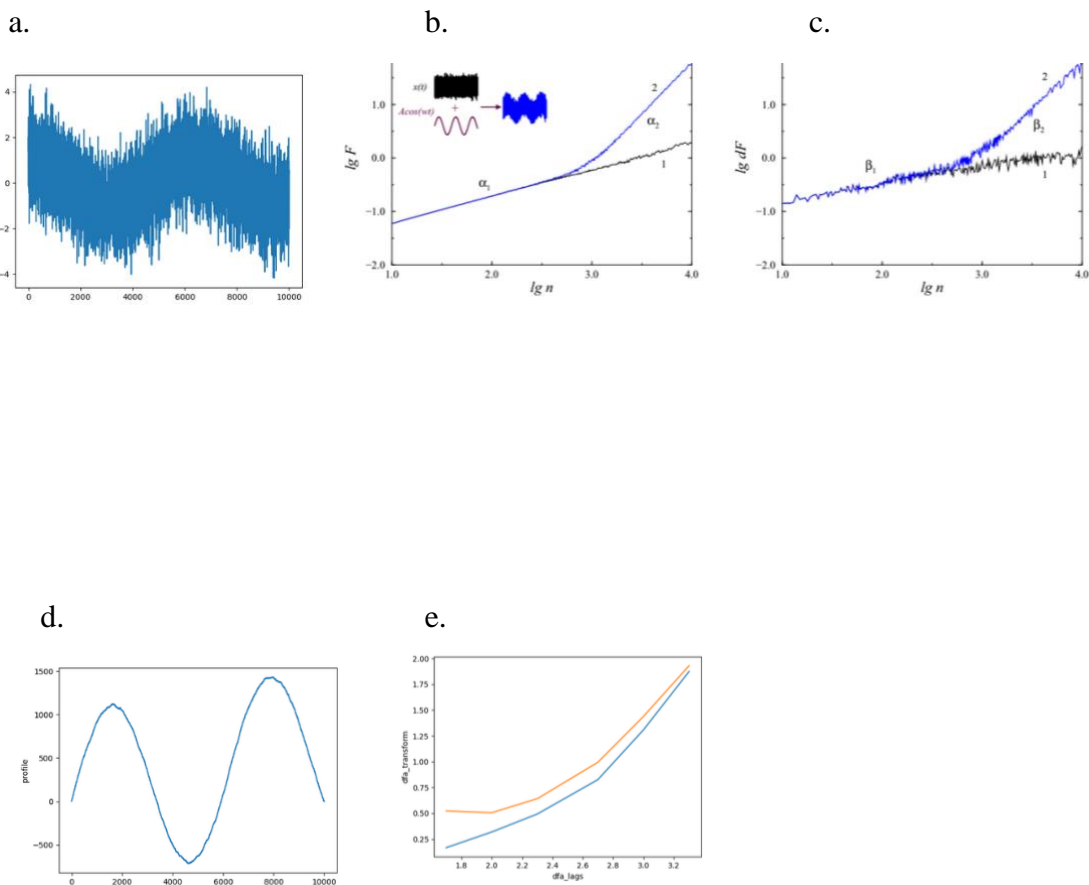 a.
b.
c.
4
2
0
−2
−4
0 2000 4000 6000 8000 10000
lg F
1.0
0.0
−1.0
−2.0
x(t)
+
Acos(wt)
α₁
α₂
2
1
1.0 2.0 3.0 4.0
lg n
lg dF
1.0
0.0
−1.0
−2.0
β₁
β₂
2
1
1.0 2.0 3.0 4.0
lg n
d.
e.
profile
1500
1000
500
0
−500
0 2000 4000 6000 8000 10000
dfa_transform
2.00
1.75
1.50
1.25
1.00
0.75
0.50
0.25
1.8 2.0 2.2 2.4 2.6 2.8 3.0 3.2
dfa_lags